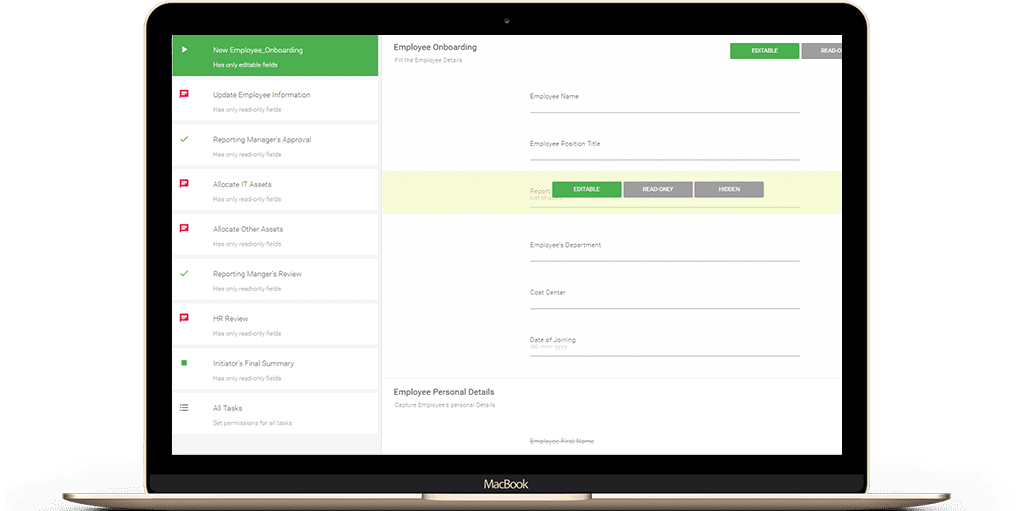 New Employee_Onboarding
Has only editable fields
Update Employee Information
Has only read-only fields
Reporting Manager's Approval
Has only read-only fields
Allocate IT Assets
Has only read-only fields
Allocate Other Assets
Has only read-only fields
Reporting Manger's Review
Has only read-only fields
HR Review
Has only read-only fields
Initiator's Final Summary
Has only read-only fields
All Tasks
Set permissions for all tasks
Employee Onboarding
Fill the Employee Details
EDITABLE READ-O
Employee Name
Employee Position Title
Report
EDITABLE READ-ONLY HIDDEN
Employee's Department
Cost Center
Date of Joining
dd-mm-yyyy
Employee Personal Details
Capture Employee's personal Details
Employee First Name
MacBook